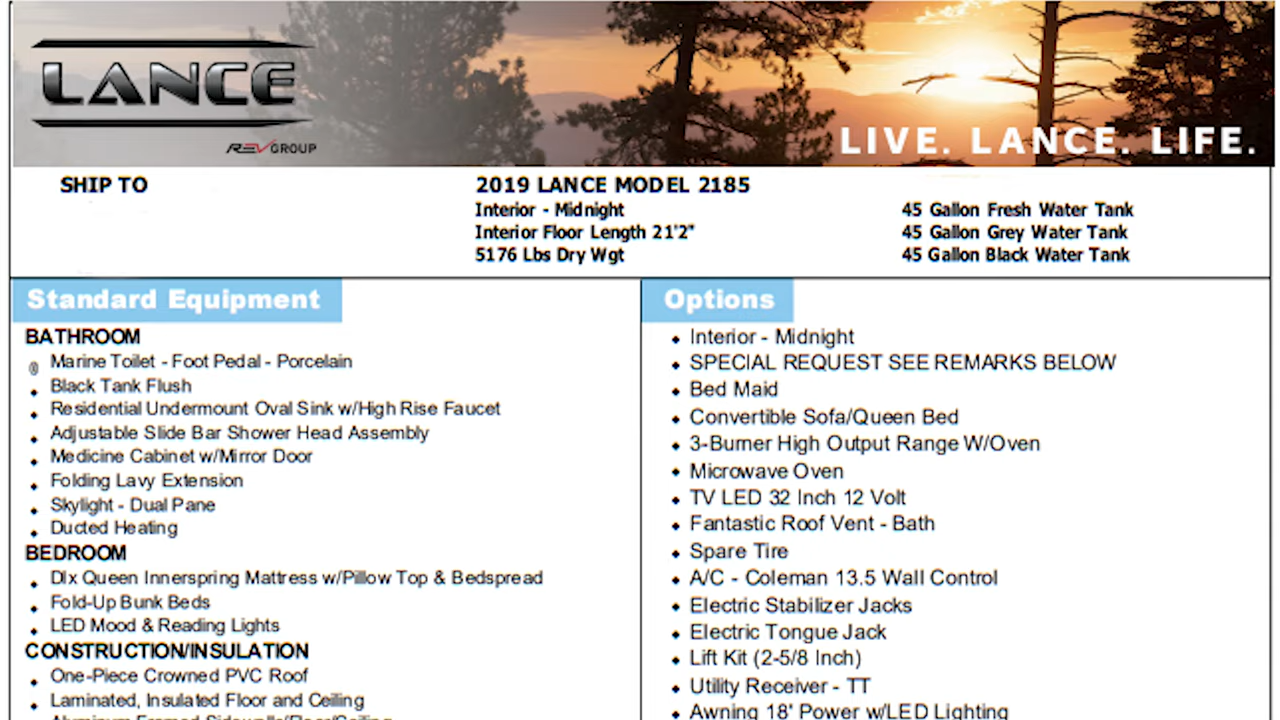 LANCE
REV GROUP
LIVE. LANCE. LIFE.
SHIP TO
2019 LANCE MODEL 2185
Interior - Midnight
Interior Floor Length 21'2"
5176 Lbs Dry Wgt
45 Gallon Fresh Water Tank
45 Gallon Grey Water Tank
45 Gallon Black Water Tank
Standard Equipment
BATHROOM
Marine Toilet - Foot Pedal - Porcelain
Black Tank Flush
Residential Undermount Oval Sink w/High Rise Faucet
Adjustable Slide Bar Shower Head Assembly
Medicine Cabinet w/Mirror Door
Folding Lavy Extension
Skylight - Dual Pane
Ducted Heating
BEDROOM
Dlx Queen Innerspring Mattress w/Pillow Top & Bedspread
Fold-Up Bunk Beds
LED Mood & Reading Lights
CONSTRUCTION/INSULATION
One-Piece Crowned PVC Roof
Laminated, Insulated Floor and Ceiling
Aluminum Framed Sidewalls/Floor/Ceiling
Options
Interior - Midnight
SPECIAL REQUEST SEE REMARKS BELOW
Bed Maid
Convertible Sofa/Queen Bed
3-Burner High Output Range W/Oven
Microwave Oven
TV LED 32 Inch 12 Volt
Fantastic Roof Vent - Bath
Spare Tire
A/C - Coleman 13.5 Wall Control
Electric Stabilizer Jacks
Electric Tongue Jack
Lift Kit (2-5/8 Inch)
Utility Receiver - TT
Awning 18' Power w/LED Lighting